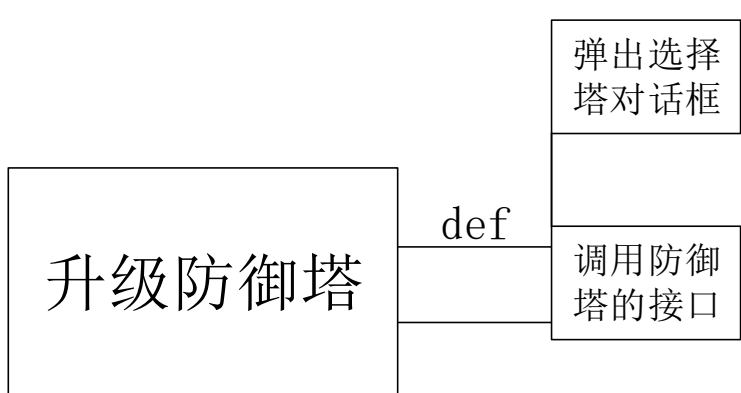 弹出选择
塔对话框
def
升级防御塔
调用防御
塔的接口